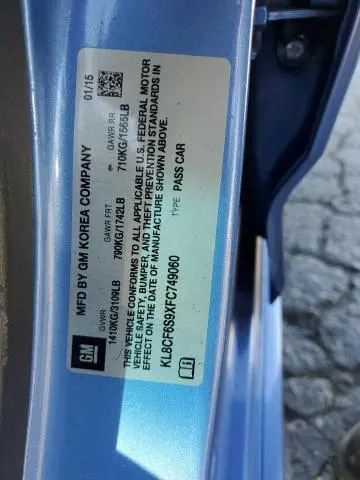 GM
MFD BY GM KOREA COMPANY 01/15
GVWR GAWR FRT GAWR RR
1410KG/3109LB 790KG/1742LB 710KG/1565LB
THIS VEHICLE CONFORMS TO ALL APPLICABLE U.S. FEDERAL MOTOR
VEHICLE SAFETY, BUMPER, AND THEFT PREVENTION STANDARDS IN
EFFECT ON THE DATE OF MANUFACTURE SHOWN ABOVE.
KL8CF6S9XFC749060 TYPE: PASS CAR